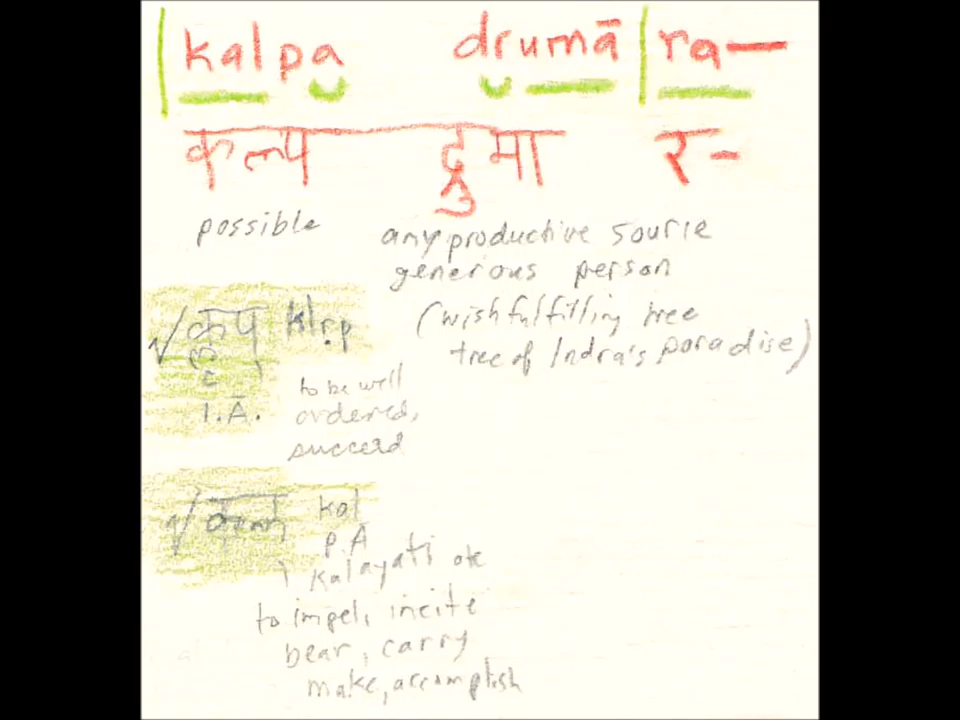 kalpa drumā ra—
कल्प द्रुमा र-
possible
any productive source
generous person
(wishfulfilling tree
tree of Indra's paradise)
√कॢप् klṛp
1.Ā.
to be well
ordered,
succeed
√कल् kal
P.Ā
kalayati ote
to impel, incite
bear, carry
make, accomplish